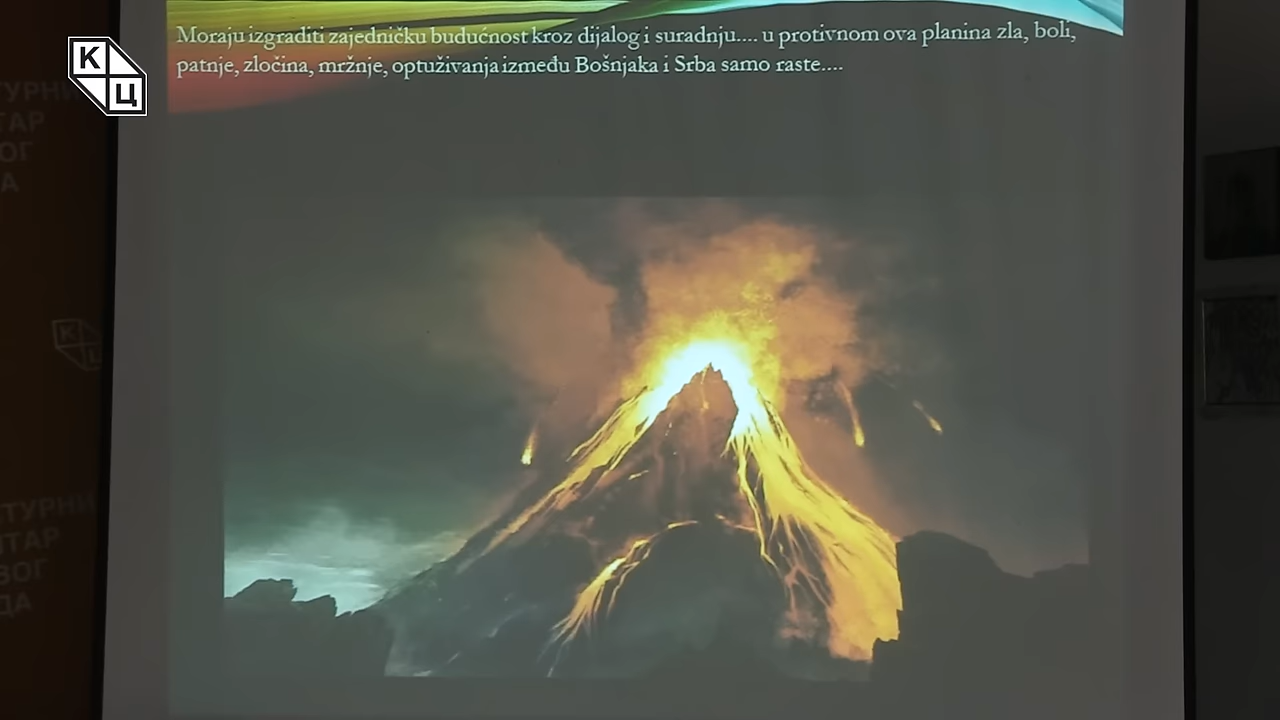 Moraju izgraditi zajedničku budućnost kroz dijalog i suradnju.... u protivnom ova planina zla, boli,
patnje, zločina, mržnje, optuživanja između Bošnjaka i Srba samo raste....
К
Ц